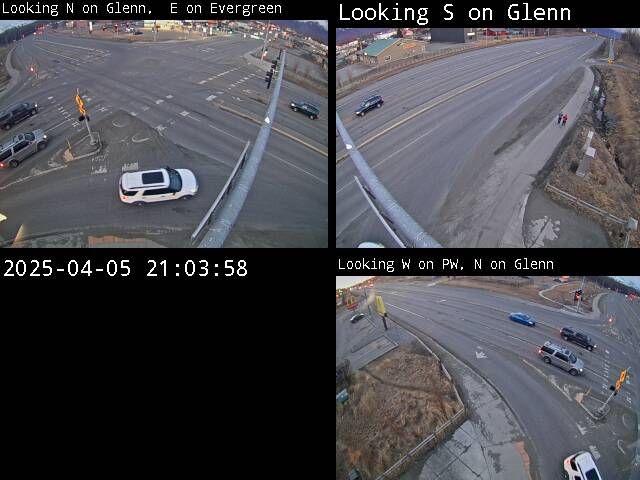 Looking N on Glenn,  E on Evergreen
Looking S on Glenn
2025-04-05 21:03:58
Looking W on PW, N on Glenn